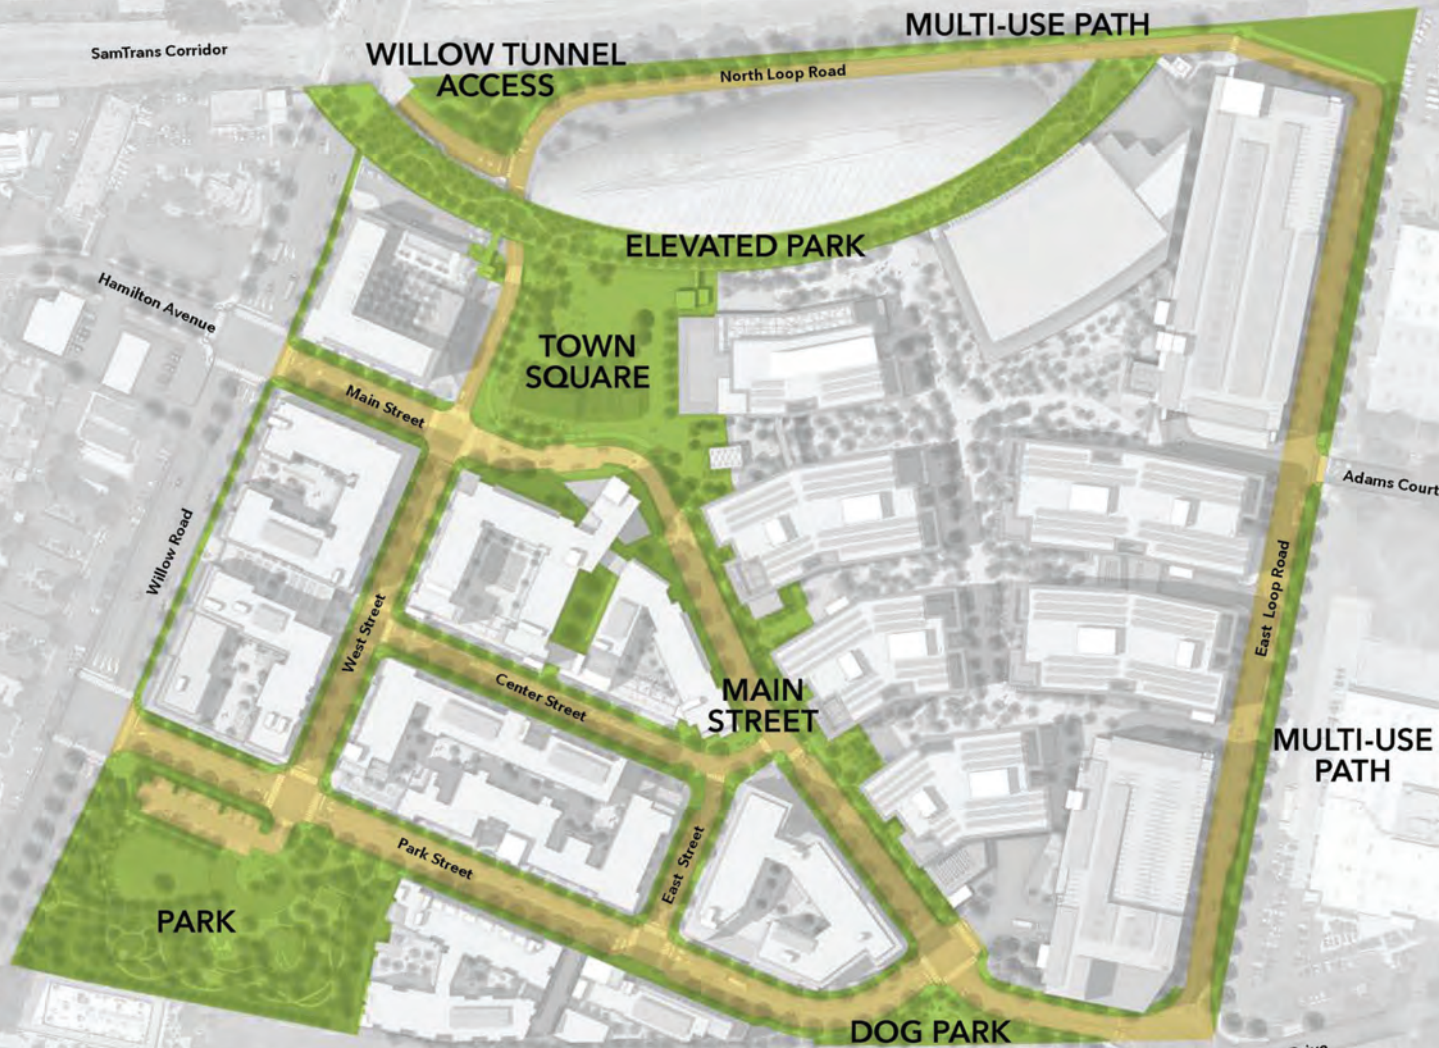 MULTI-USE PATH
SamTrans Corridor
WILLOW TUNNEL
ACCESS
North Loop Road
ELEVATED PARK
Hamilton Avenue
TOWN
SQUARE
Main Street
Adams Court
Willow Road
West Street
East Loop Road
Center Street
MAIN
STREET
MULTI-USE
PATH
Park Street
East Street
PARK
DOG PARK